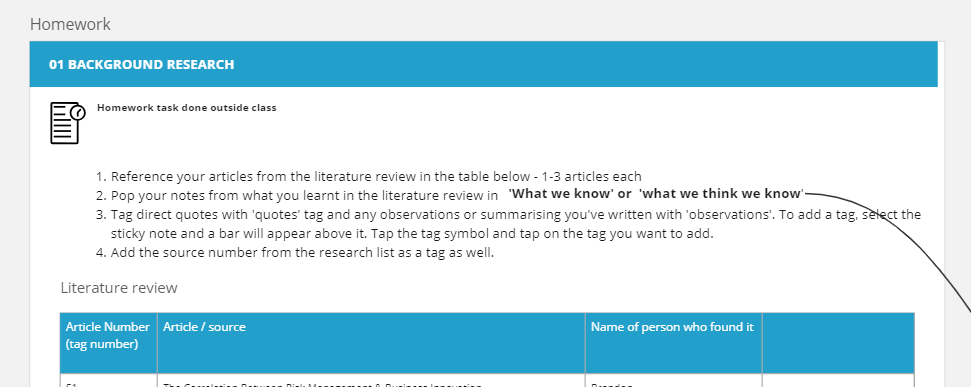 Homework
01 BACKGROUND RESEARCH
Homework task done outside class
1. Reference your articles from the literature review in the table below - 1-3 articles each
2. Pop your notes from what you learnt in the literature review in 'What we know' or 'what we think we know'
3. Tag direct quotes with 'quotes' tag and any observations or summarising you've written with 'observations'. To add a tag, select the
sticky note and a bar will appear above it. Tap the tag symbol and tap on the tag you want to add.
4. Add the source number from the research list as a tag as well.
Literature review
Article Number Article / source Name of person who found it
(tag number)
The Correlation Between Risk Management & Business Innovation Brandon